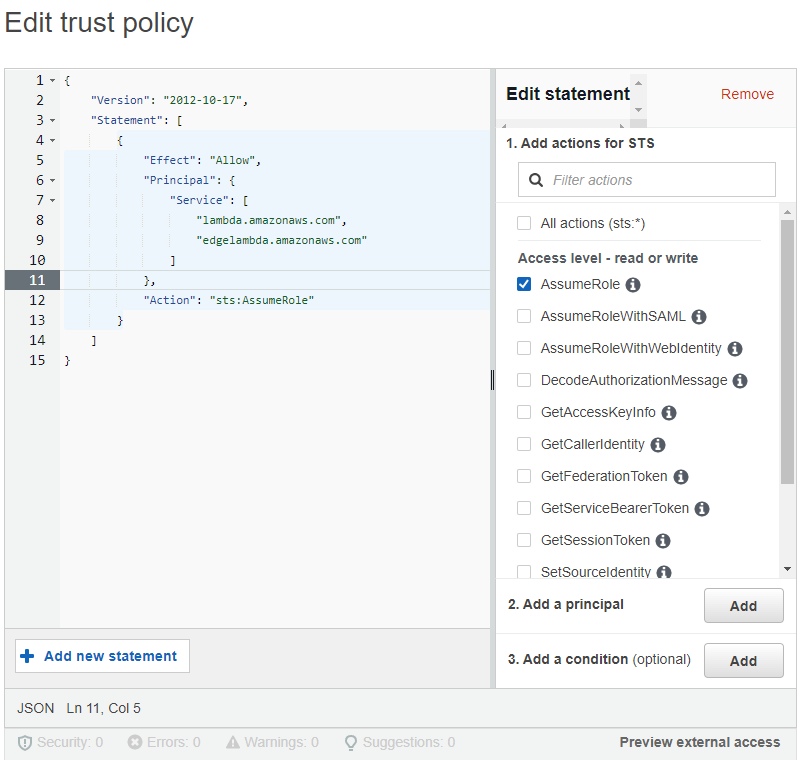 Edit trust policy
1 {
2 "Version": "2012-10-17",
3 "Statement": [
4 {
5 "Effect": "Allow",
6 "Principal": {
7 "Service": [
8 "lambda.amazonaws.com",
9 "edgelambda.amazonaws.com"
10 ]
11 },
12 "Action": "sts:AssumeRole"
13 }
14 ]
15 }
Add new statement
Edit statement
Remove
1. Add actions for STS
Filter actions
All actions (sts:*)
Access level - read or write
AssumeRole
AssumeRoleWithSAML
AssumeRoleWithWebIdentity
DecodeAuthorizationMessage
GetAccessKeyInfo
GetCallerIdentity
GetFederationToken
GetServiceBearerToken
GetSessionToken
SetSourceIdentity
2. Add a principal
Add
3. Add a condition (optional)
Add
JSON Ln 11, Col 5
Security: 0 Errors: 0 Warnings: 0 Suggestions: 0 Preview external access